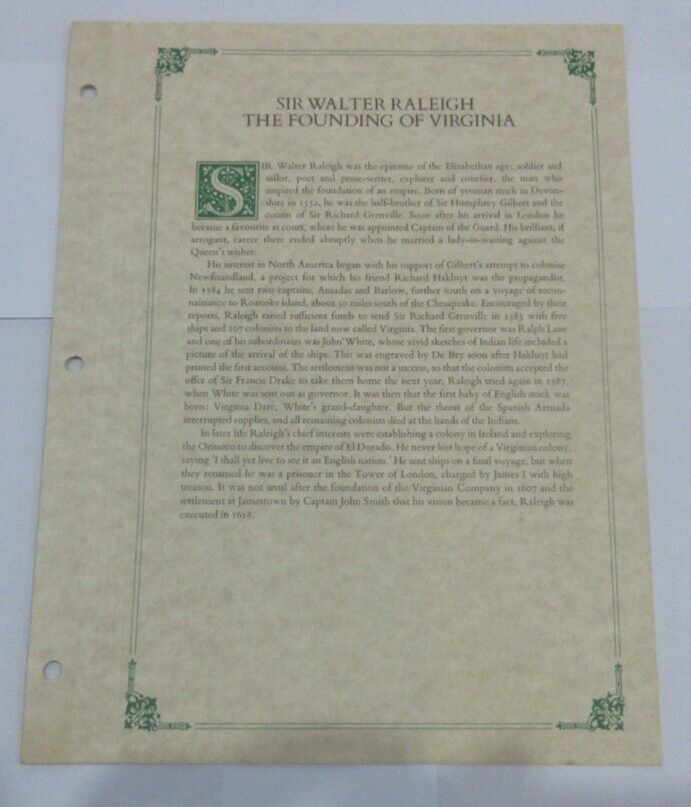 SIR WALTER RALEIGH
THE FOUNDING OF VIRGINIA
SIR Walter Raleigh was the epitome of the Elizabethan age: soldier and
sailor, poet and prose-writer, explorer and courtier, the man who
inspired the foundation of an empire. Born of yeoman stock in Devon-
shire in 1552, he was the half-brother of Sir Humphrey Gilbert and the
cousin of Sir Richard Grenville. Soon after his arrival in London he
became a favourite at court, where he was appointed Captain of the Guard. His brilliant, if
arrogant, career there ended abruptly when he married a lady-in-waiting against the
Queen's wishes.
His interest in North America began with his support of Gilbert's attempt to colonise
Newfoundland, a project for which his friend Richard Hakluyt was the propagandist.
In 1584 he sent two captains, Amadas and Barlow, further south on a voyage of recon-
naissance to Roanoke island, about 50 miles south of the Chesapeake. Encouraged by their
reports, Raleigh raised sufficient funds to send Sir Richard Grenville in 1585 with five
ships and 107 colonists to the land now called Virginia. The first governor was Ralph Lane
and one of his subordinates was John White, whose vivid sketches of Indian life included a
picture of the arrival of the ships. This was engraved by De Bry soon after Hakluyt had
printed the first account. The settlement was not a success, so that the colonists accepted the
offer of Sir Francis Drake to take them home the next year. Raleigh tried again in 1587,
when White was sent out as governor. It was then that the first baby of English stock was
born: Virginia Dare, White's grand-daughter. But the threat of the Spanish Armada
interrupted supplies, and all remaining colonists died at the hands of the Indians.
In later life Raleigh's chief interests were establishing a colony in Ireland and exploring
the Orinoco to discover the empire of El Dorado. He never lost hope of a Virginian colony,
saying 'I shall yet live to see it an English nation.' He sent ships on a final voyage, but when
they returned he was a prisoner in the Tower of London, charged by James I with high
treason. It was not until after the foundation of the Virginian Company in 1607 and the
settlement at Jamestown by Captain John Smith that his vision became a fact. Raleigh was
executed in 1618.